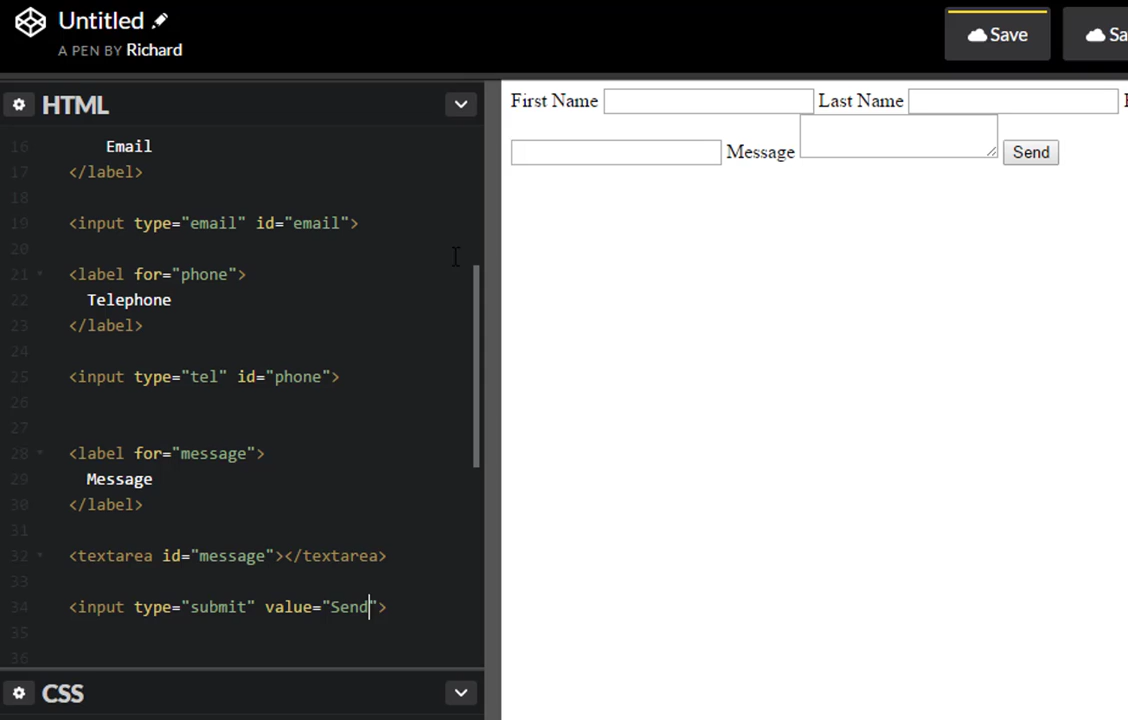 Untitled
A PEN BY Richard
Save
Sa
HTML
16 Email
17 </label>
18
19 <input type="email" id="email">
20
21 <label for="phone">
22 Telephone
23 </label>
24
25 <input type="tel" id="phone">
26
27
28 <label for="message">
29 Message
30 </label>
31
32 <textarea id="message"></textarea>
33
34 <input type="submit" value="Send">
35
36
CSS
First Name Last Name
Message Send